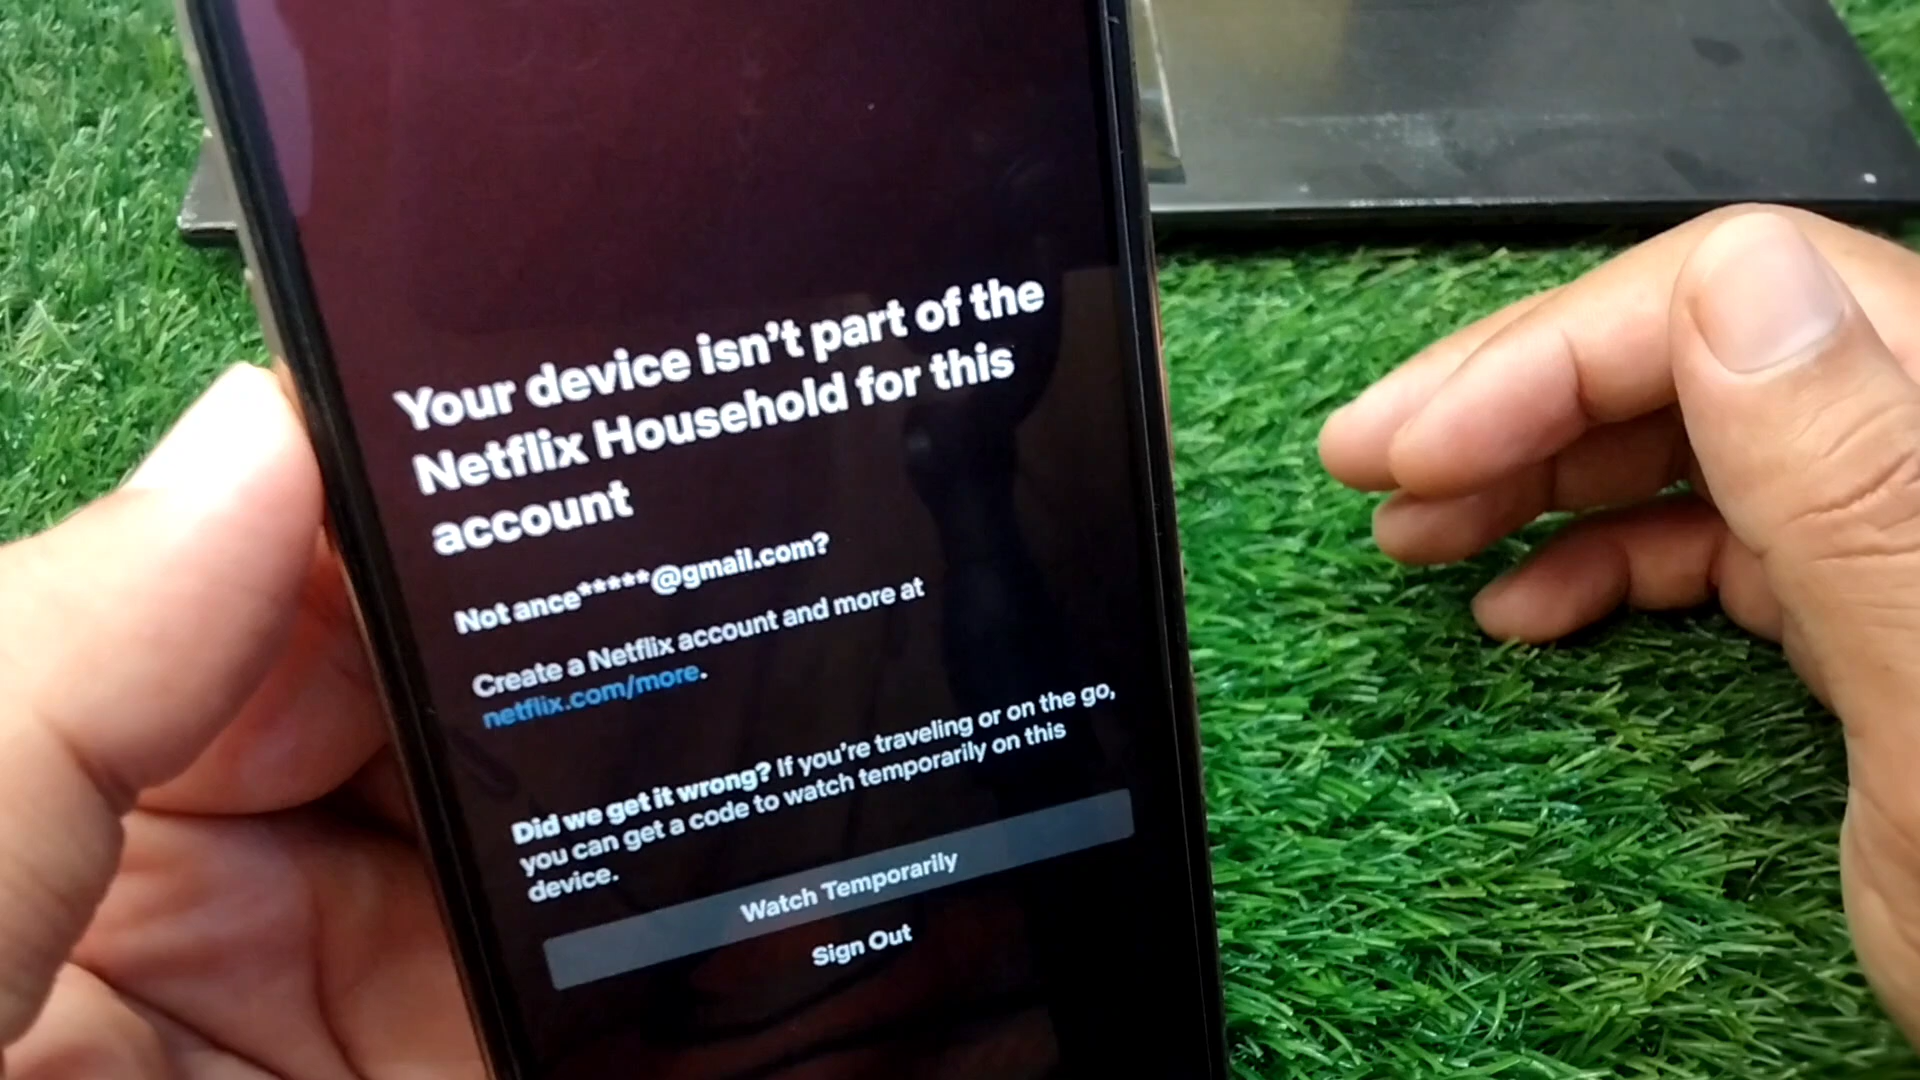 Your device isn't part of the
Netflix Household for this
account
Not ance*****@gmail.com?
Create a Netflix account and more at
netflix.com/more.
Did we get it wrong? If you're traveling or on the go,
you can get a code to watch temporarily on this
device.
Watch Temporarily
Sign Out